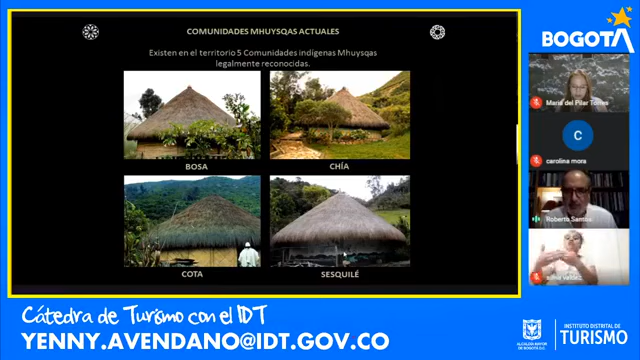 COMUNIDADES MHUYSQAS ACTUALES
Existen en el territorio 5 Comunidades indígenas Mhuysqas
legalmente reconocidas.
BOSA
CHÍA
COTA
SESQUILÉ
BOGOTÁ
María del Pilar Torres
C
carolina mora
Roberto Santos
Cátedra de Turismo con el IDT
YENNY.AVENDANO@IDT.GOV.CO
ALCALDÍA MAYOR
DE BOGOTÁ D.C.
INSTITUTO DISTRITAL DE
TURISMO